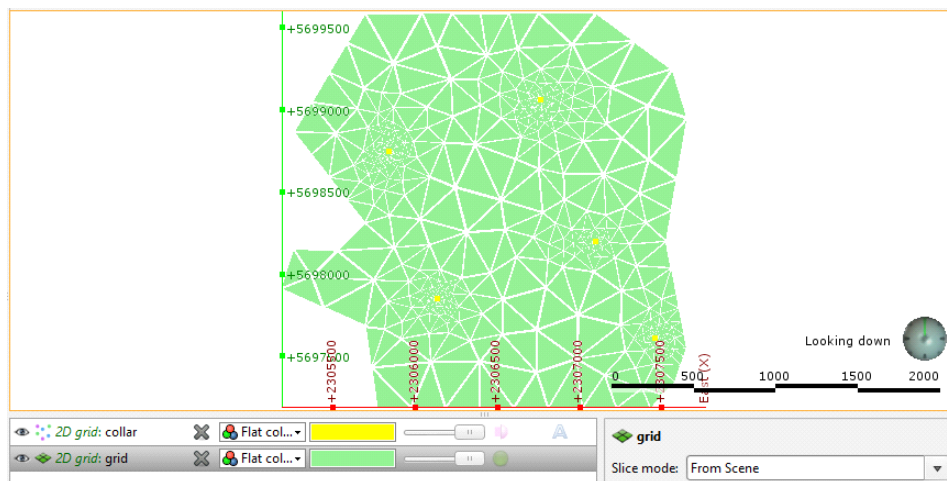 +5699500
+5699000
+5698500
+5698000
+5697500
+2305500
+2306000
+2306500
+2307000
+2307500
East (X)
Looking down
0 500 1000 1500 2000
2D grid: collar Flat col...
2D grid: grid Flat col...
grid
Slice mode: From Scene